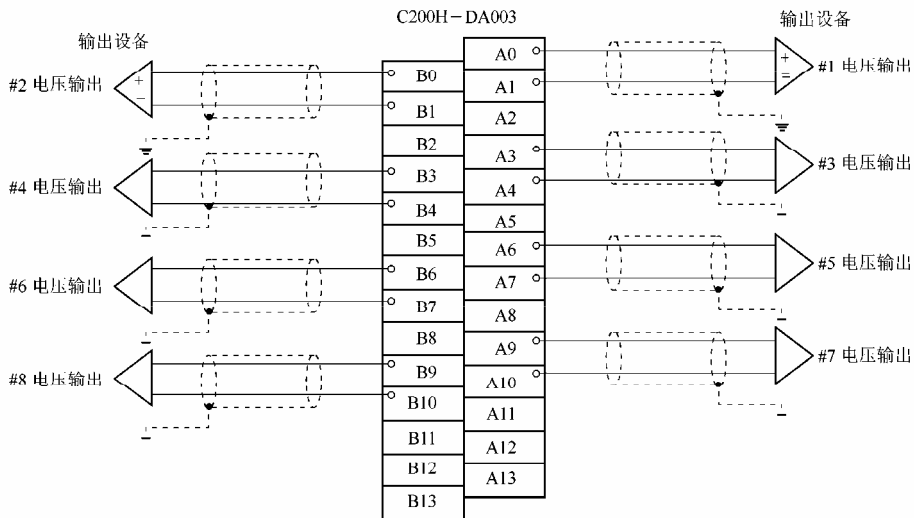 C200H-DA003
输出设备
输出设备
#2 电压输出
+
-
#4 电压输出
#6 电压输出
#8 电压输出
B0
B1
B2
B3
B4
B5
B6
B7
B8
B9
B10
B11
B12
B13
A0
A1
A2
A3
A4
A5
A6
A7
A8
A9
A10
A11
A12
A13
+
=
#1 电压输出
#3 电压输出
#5 电压输出
#7 电压输出